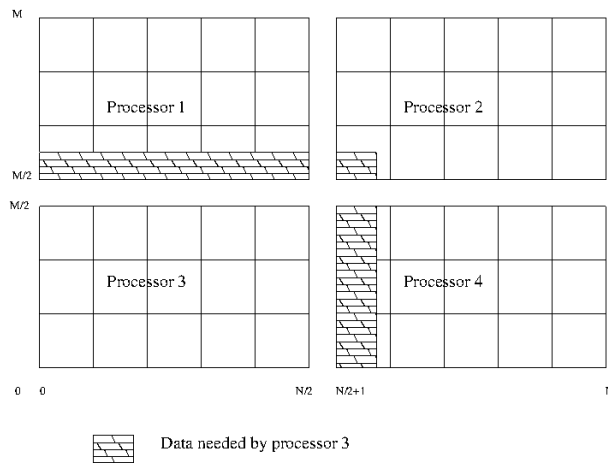 M
Processor 1
Processor 2
M/2
M/2
Processor 3
Processor 4
0 0 N/2 N/2+1 N
Data needed by processor 3